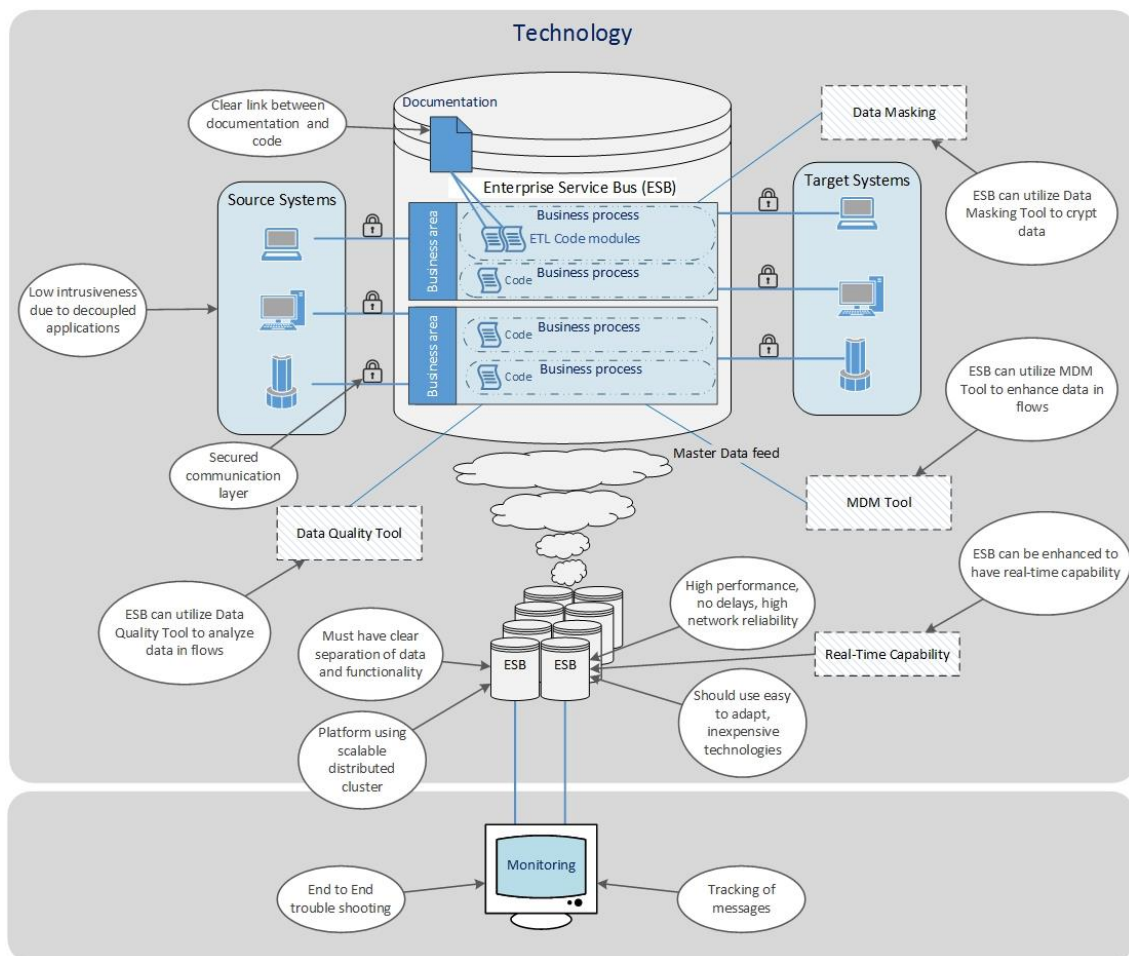 Technology
Documentation
Clear link between
documentation and
code
Data Masking
Enterprise Service Bus (ESB)
Source Systems
Target Systems
ESB can utilize Data
Masking Tool to crypt
data
Business area
Business process
ETL Code modules
Code
Business process
Low intrusiveness
due to decoupled
applications
Business area
Code
Business process
Code
Business process
ESB can utilize MDM
Tool to enhance data in
flows
Secured
communication
layer
Master Data feed
MDM Tool
Data Quality Tool
ESB can be enhanced to
have real-time capability
ESB can utilize Data
Quality Tool to analyze
data in flows
High performance,
no delays, high
network reliability
Must have clear
separation of data
and functionality
ESB
ESB
Real-Time Capability
Should use easy
to adapt,
inexpensive
technologies
Platform using
scalable
distributed
cluster
Monitoring
End to End
trouble shooting
Tracking of
messages